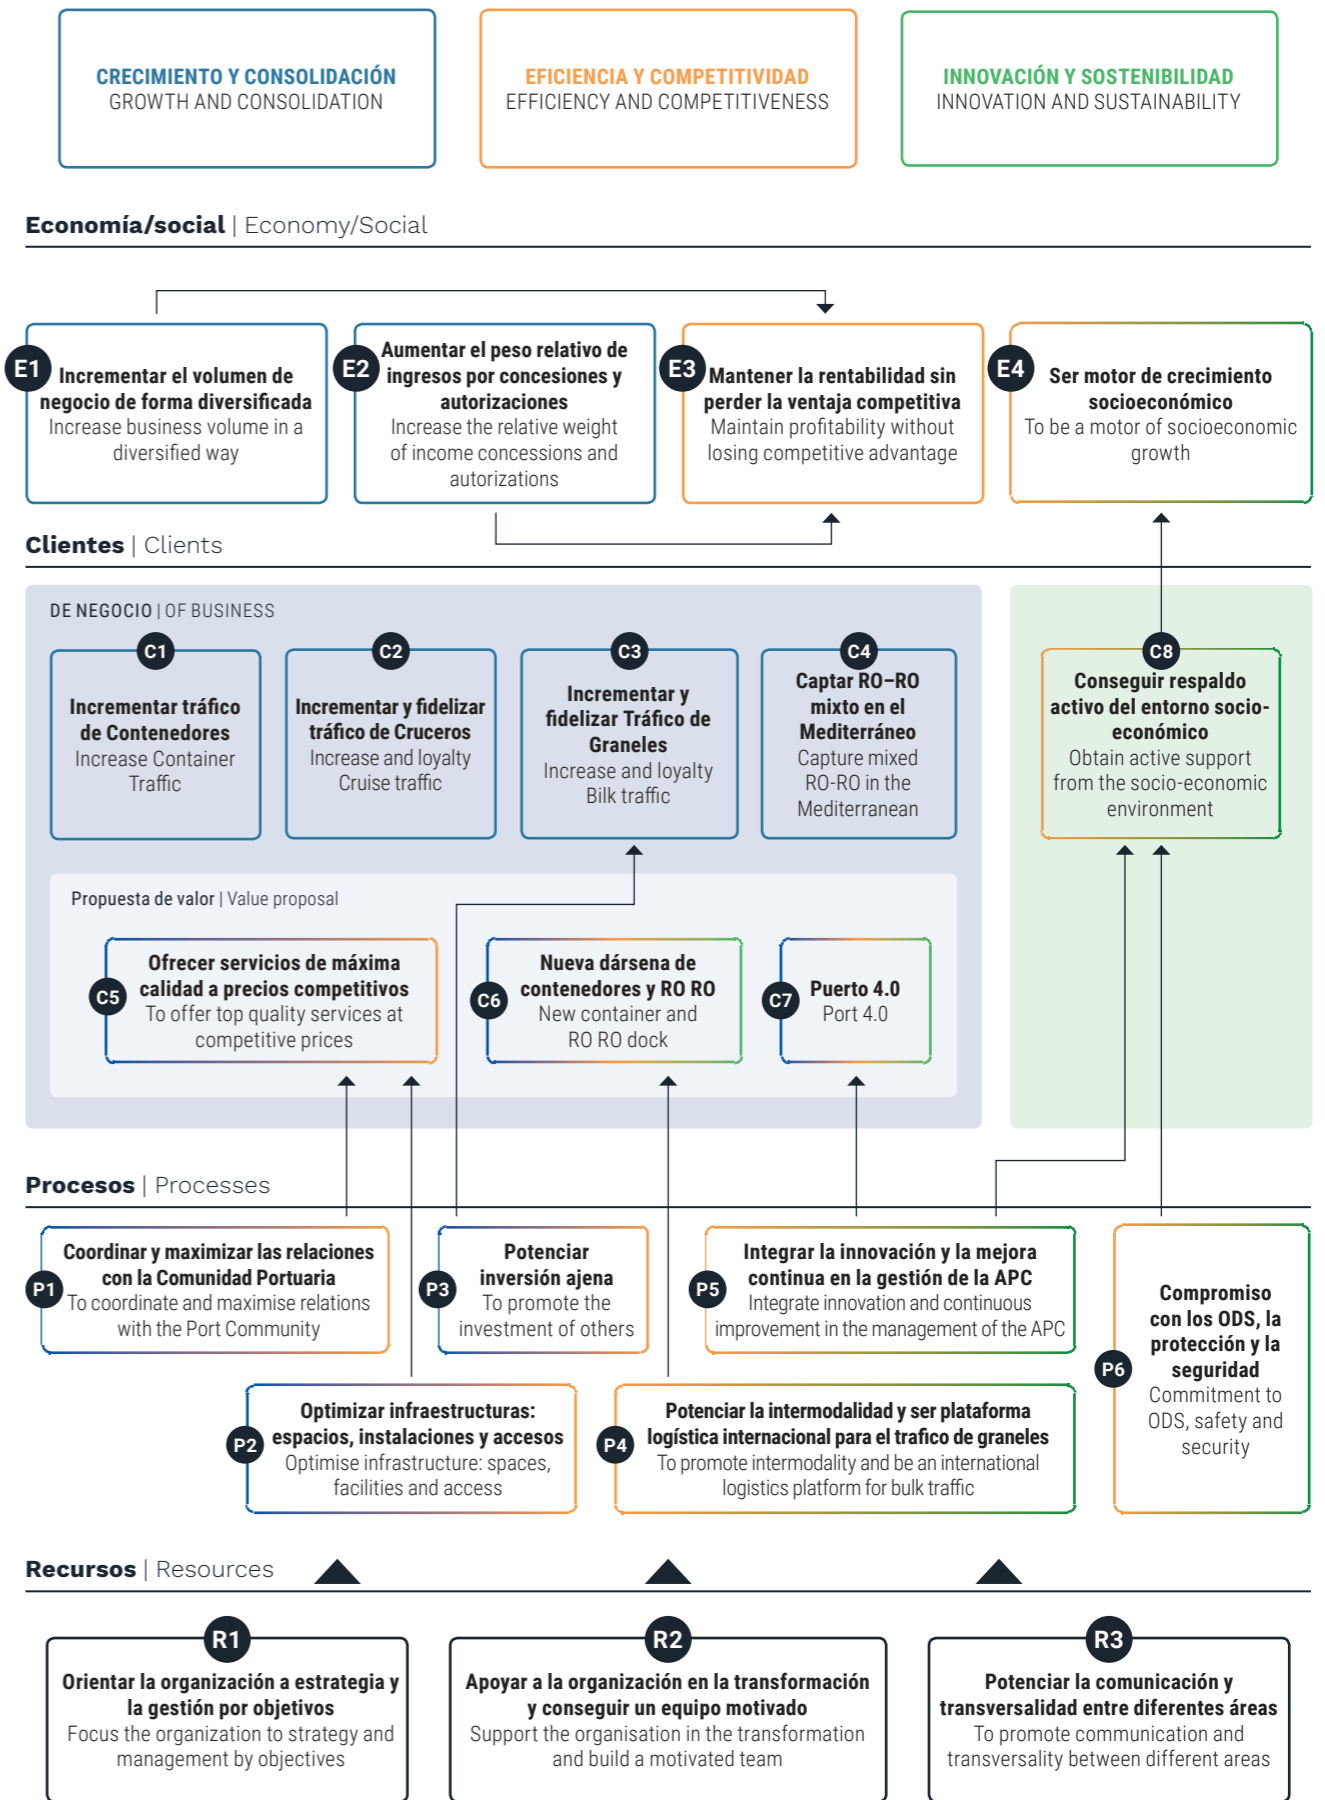 CRECIMIENTO Y CONSOLIDACIÓN
GROWTH AND CONSOLIDATION
EFICIENCIA Y COMPETITIVIDAD
EFFICIENCY AND COMPETITIVENESS
INNOVACIÓN Y SOSTENIBILIDAD
INNOVATION AND SUSTAINABILITY
Economía/social | Economy/Social
E1
Incrementar el volumen de
negocio de forma diversificada
Increase business volume in a
diversified way
E2
Aumentar el peso relativo de
ingresos por concesiones y
autorizaciones
Increase the relative weight
of income concessions and
autorizations
E3
Mantener la rentabilidad sin
perder la ventaja competitiva
Maintain profitability without
losing competitive advantage
E4
Ser motor de crecimiento
socioeconómico
To be a motor of socioeconomic
growth
Clientes | Clients
DE NEGOCIO | OF BUSINESS
C1
Incrementar tráfico
de Contenedores
Increase Container
Traffic
C2
Incrementar y fidelizar
tráfico de Cruceros
Increase and loyalty
Cruise traffic
C3
Incrementar y
fidelizar Tráfico de
Graneles
Increase and loyalty
Bilk traffic
C4
Captar RO–RO
mixto en el
Mediterráneo
Capture mixed
RO-RO in the
Mediterranean
C8
Conseguir respaldo
activo del entorno socio-
económico
Obtain active support
from the socio-economic
environment
Propuesta de valor | Value proposal
C5
Ofrecer servicios de máxima
calidad a precios competitivos
To offer top quality services at
competitive prices
C6
Nueva dársena de
contenedores y RO RO
New container and
RO RO dock
C7
Puerto 4.0
Port 4.0
Procesos | Processes
P1
Coordinar y maximizar las relaciones
con la Comunidad Portuaria
To coordinate and maximise relations
with the Port Community
P3
Potenciar
inversión ajena
To promote the
investment of others
P5
Integrar la innovación y la mejora
continua en la gestión de la APC
Integrate innovation and continuous
improvement in the management of the APC
P6
Compromiso
con los ODS, la
protección y la
seguridad
Commitment to
ODS, safety and
security
P2
Optimizar infraestructuras:
espacios, instalaciones y accesos
Optimise infrastructure: spaces,
facilities and access
P4
Potenciar la intermodalidad y ser plataforma
logística internacional para el trafico de graneles
To promote intermodality and be an international
logistics platform for bulk traffic
Recursos | Resources
R1
Orientar la organización a estrategia y
la gestión por objetivos
Focus the organization to strategy and
management by objectives
R2
Apoyar a la organización en la transformación
y conseguir un equipo motivado
Support the organisation in the transformation
and build a motivated team
R3
Potenciar la comunicación y
transversalidad entre diferentes áreas
To promote communication and
transversality between different areas